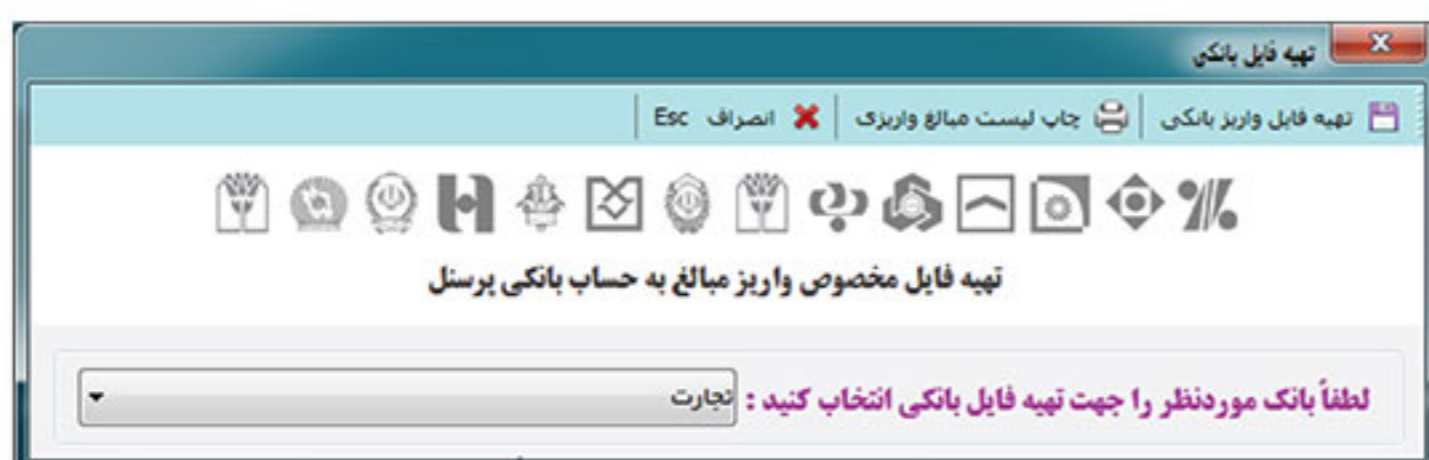 تهیه فایل بانکی
تهیه فایل واریز بانکی چاپ لیست مبالغ واریزی انصراف Esc
تهیه فایل مخصوص واریز مبالغ به حساب بانکی پرسنل
لطفاً بانک موردنظر را جهت تهیه فایل بانکی انتخاب کنید : تجارت